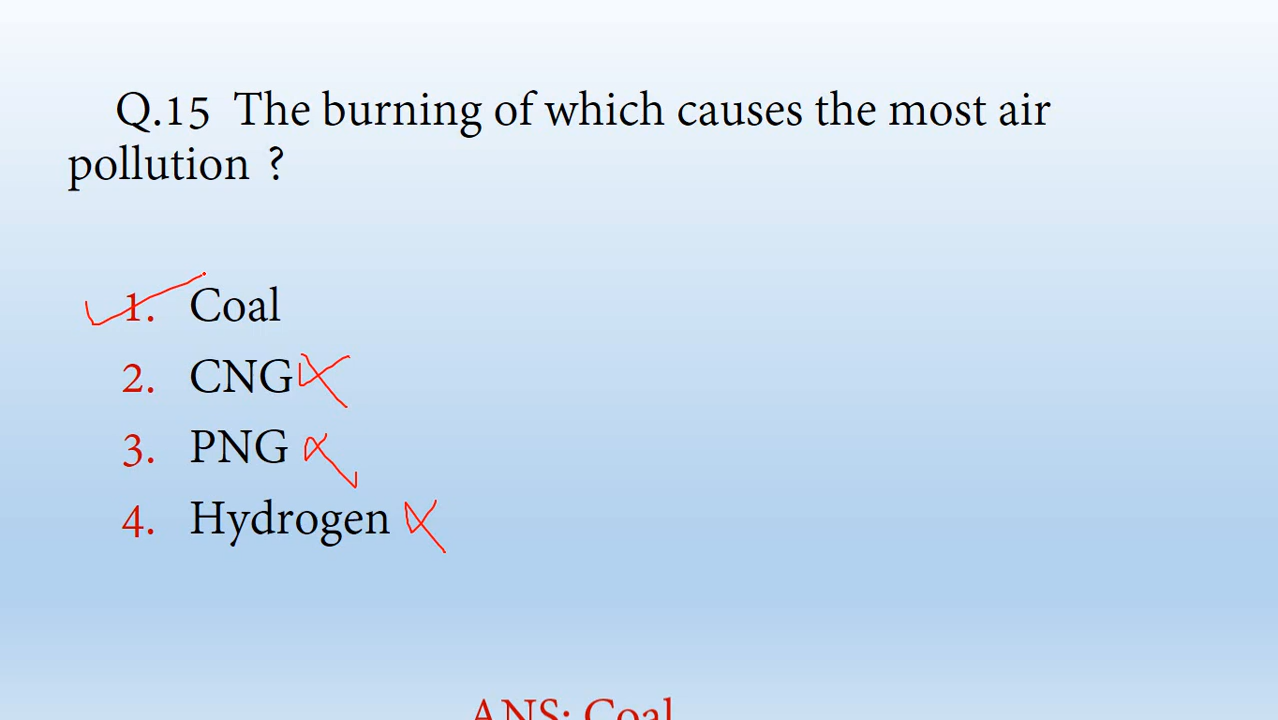 Q.15 The burning of which causes the most air
pollution ?
1. Coal
2. CNG
3. PNG
4. Hydrogen
ANS: Coal